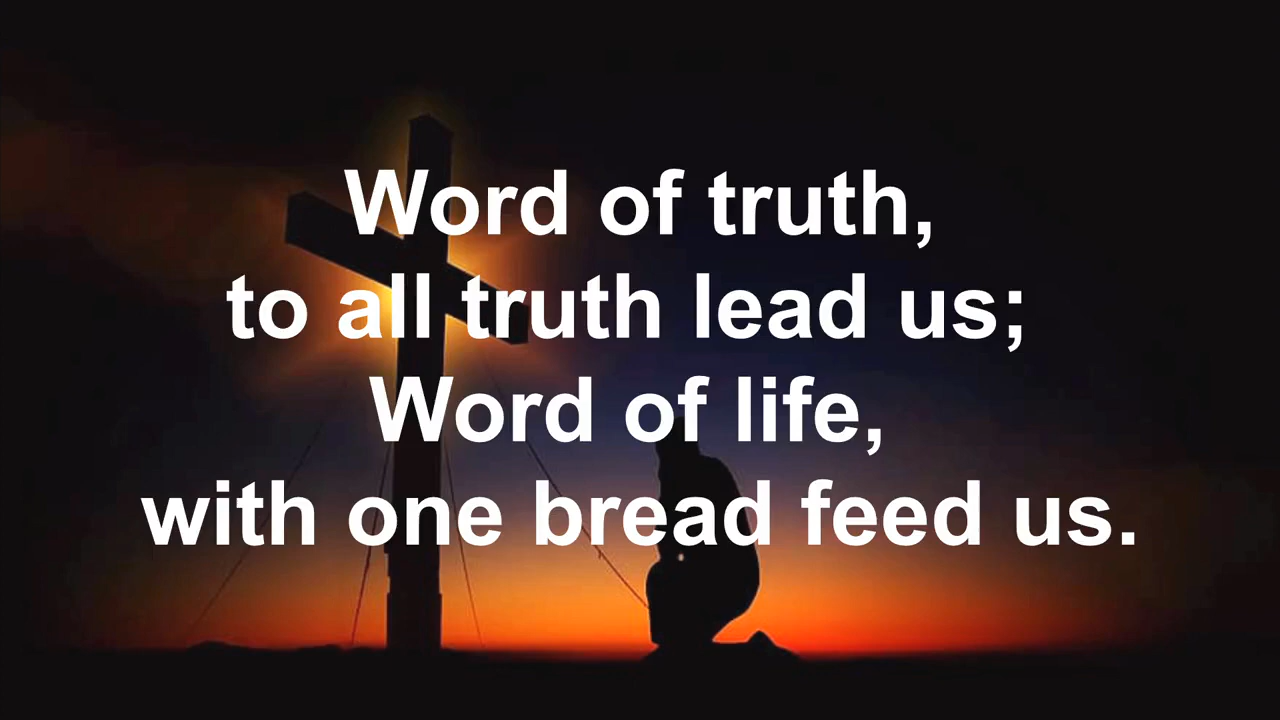 Word of truth,
to all truth lead us;
Word of life,
with one bread feed us.